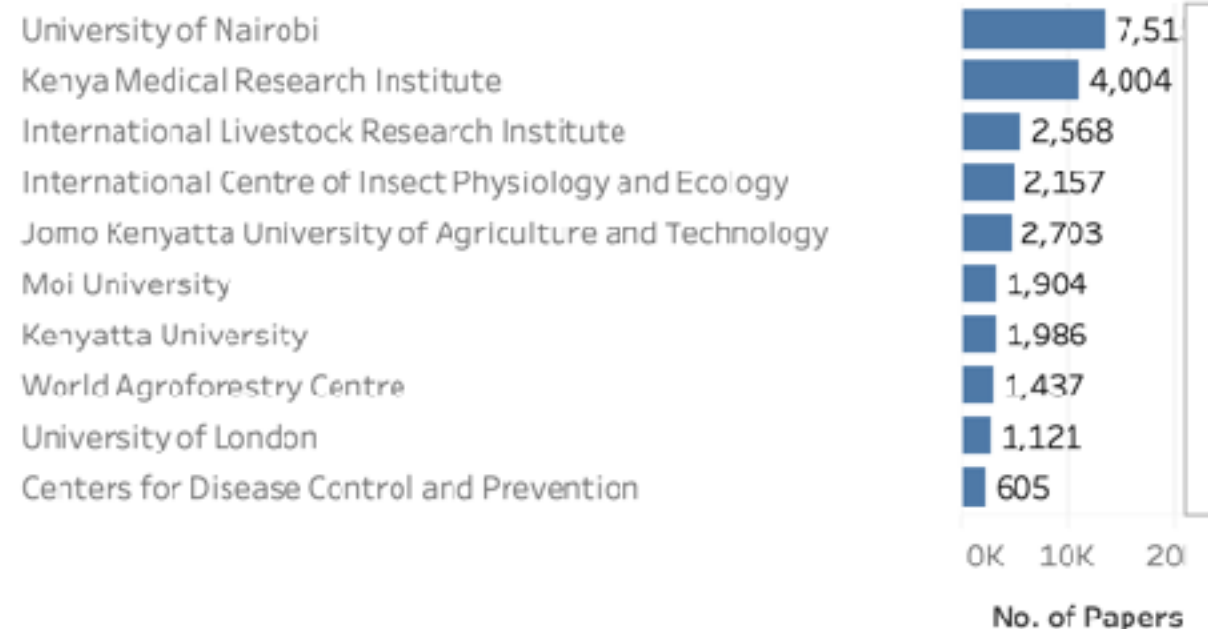 University of Nairobi 7,51
Kenya Medical Research Institute 4,004
International Livestock Research Institute 2,568
International Centre of Insect Physiology and Ecology 2,157
Jomo Kenyatta University of Agriculture and Technology 2,703
Moi University 1,904
Kenyatta University 1,986
World Agroforestry Centre 1,437
University of London 1,121
Centers for Disease Control and Prevention 605
0K 10K 20
No. of Papers